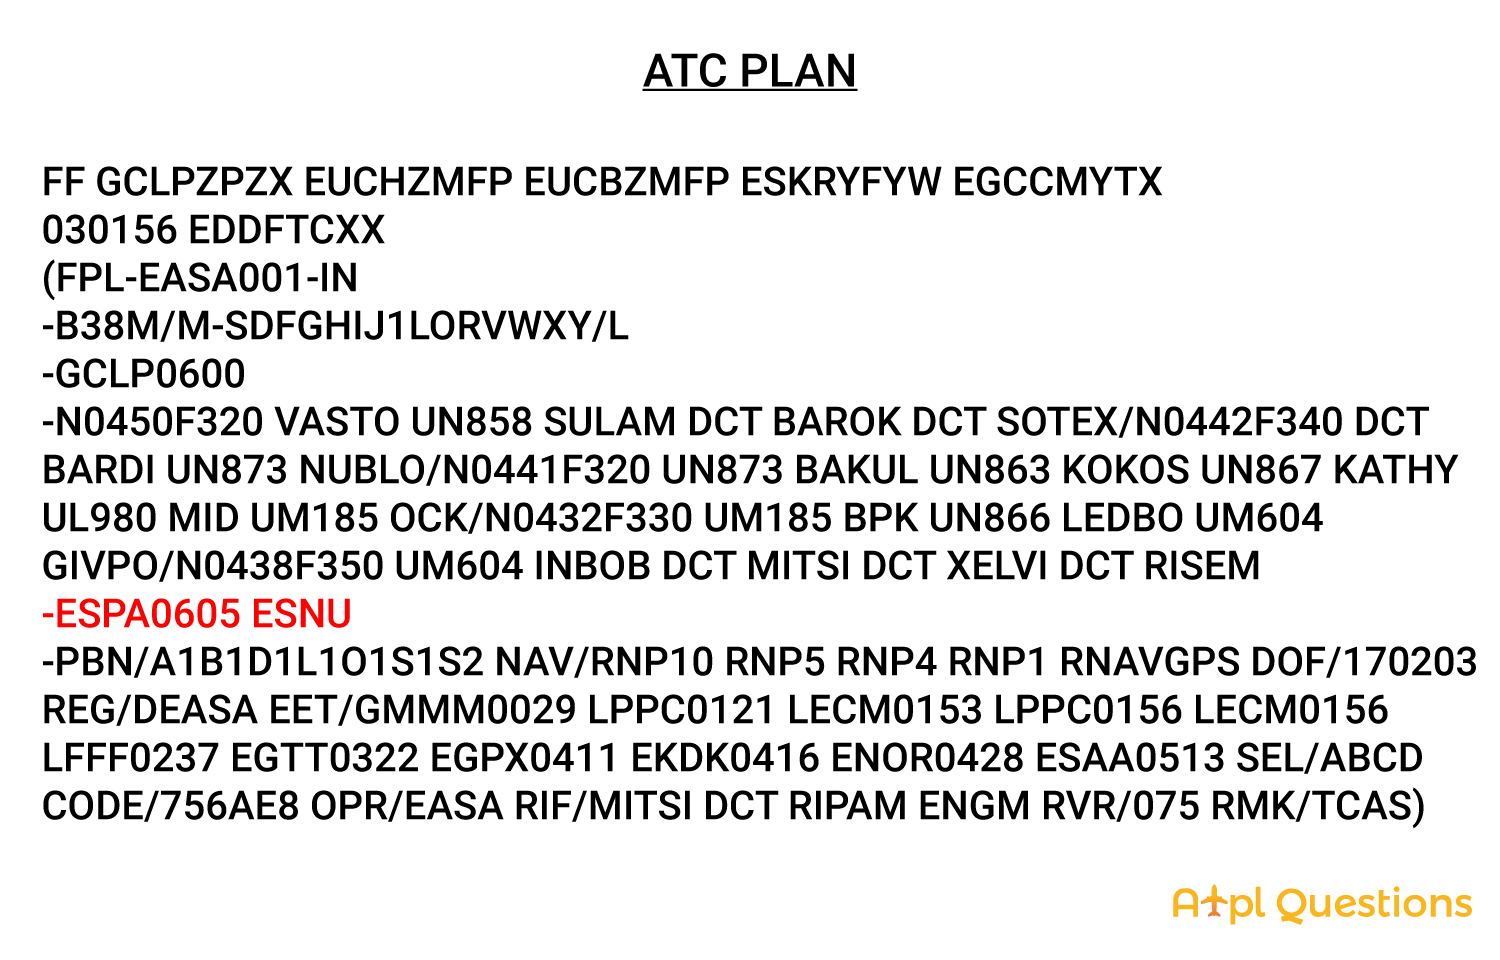 ATC PLAN
FF GCLPZPZX EUCHZMFP EUCBZMFP ESKRYFYW EGCCMYTX
030156 EDDFTCXX
(FPL-EASA001-IN
-B38M/M-SDFGHIJ1LORVWXY/L
-GCLP0600
-N0450F320 VASTO UN858 SULAM DCT BAROK DCT SOTEX/N0442F340 DCT
BARDI UN873 NUBLO/N0441F320 UN873 BAKUL UN863 KOKOS UN867 KATHY
UL980 MID UM185 OCK/N0432F330 UM185 BPK UN866 LEDBO UM604
GIVPO/N0438F350 UM604 INBOB DCT MITSI DCT XELVI DCT RISEM
-ESPA0605 ESNU
-PBN/A1B1D1L1O1S1S2 NAV/RNP10 RNP5 RNP4 RNP1 RNAVGPS DOF/170203
REG/DEASA EET/GMMM0029 LPPC0121 LECM0153 LPPC0156 LECM0156
LFFF0237 EGTT0322 EGPX0411 EKDK0416 ENOR0428 ESAA0513 SEL/ABCD
CODE/756AE8 OPR/EASA RIF/MITSI DCT RIPAM ENGM RVR/075 RMK/TCAS)
Atpl Questions